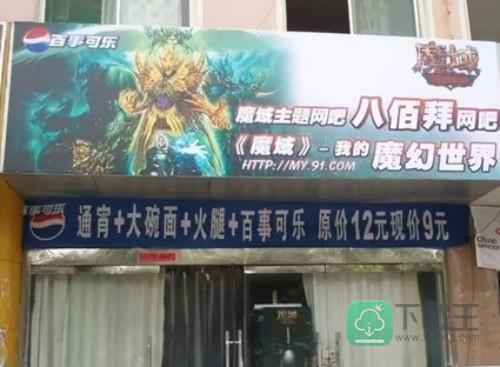 百事可乐
魔域
魔域主题网吧 八佰拜网吧
《魔域》-我的魔幻世界
HTTP://MY.91.COM
百事可乐
通宵+大碗面+火腿+百事可乐 原价12元现价9元
魔域